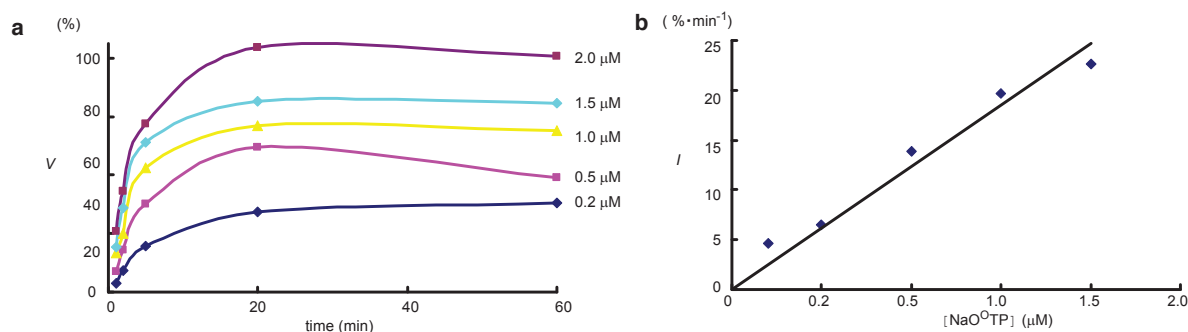 a
(%)
100
80
60
40
20
0
V
0
20
40
60
time (min)
2.0 μM
1.5 μM
1.0 μM
0.5 μM
0.2 μM
b
( %·min⁻¹)
25
20
15
10
5
0
I
0
0.2
0.5
1.0
1.5
2.0
[NaOᴼTP] (μM)